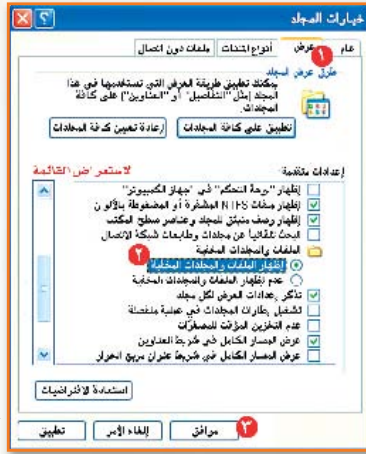 خيارات المجلد
عام
عرض
أنواع الملفات
ملفات دون اتصال
١
طرق عرض المجلد
يمكنك تطبيق طريقة العرض التي تستخدمها في هذا
المجلد (مثل "التفاصيل" أو "العناوين") على كافة
المجلدات.
تطبيق على كافة المجلدات
إعادة تعيين كافة المجلدات
إعدادات متقدمة:
لاستعراض القائمة
إظهار "لوحة التحكم" في "جهاز الكمبيوتر"
إظهار ملفات NTFS المشفرة أو المضغوطة بالألوان
إظهار وصف منبثق للمجلد وعناصر سطح المكتب
البحث تلقائياً عن مجلدات وطابعات شبكة الاتصال
الملفات والمجلدات المخفية
٢
إظهار الملفات والمجلدات المخفية
عدم إظهار الملفات والمجلدات المخفية
تذكر إعدادات العرض لكل مجلد
تشغيل إطارات المجلدات في عملية منفصلة
عدم التخزين المؤقت للمصغرات
عرض المسار الكامل في شريط العناوين
عرض المسار الكامل في شريط عنوان
استعادة الافتراضيات
٣
موافق
إلغاء الأمر
تطبيق